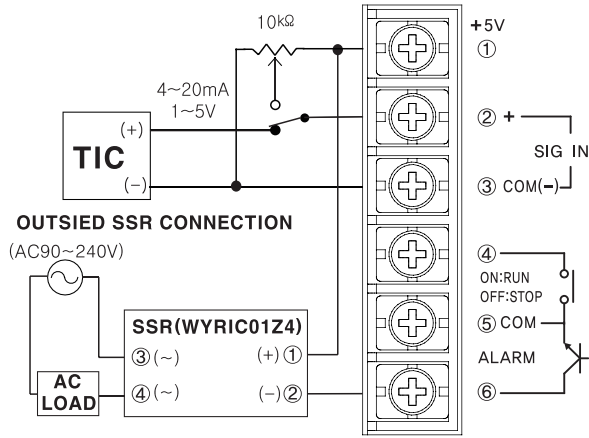 10kΩ
+5V
①
4~20mA
1~5V
② +
(+)
TIC
SIG IN
(-)
③ COM(-)
OUTSIED SSR CONNECTION
(AC90~240V)
④
ON:RUN
OFF:STOP
SSR(WYRIC01Z4)
⑤ COM
③(~) (+)①
ALARM
AC
LOAD
④(~) (-)②
⑥